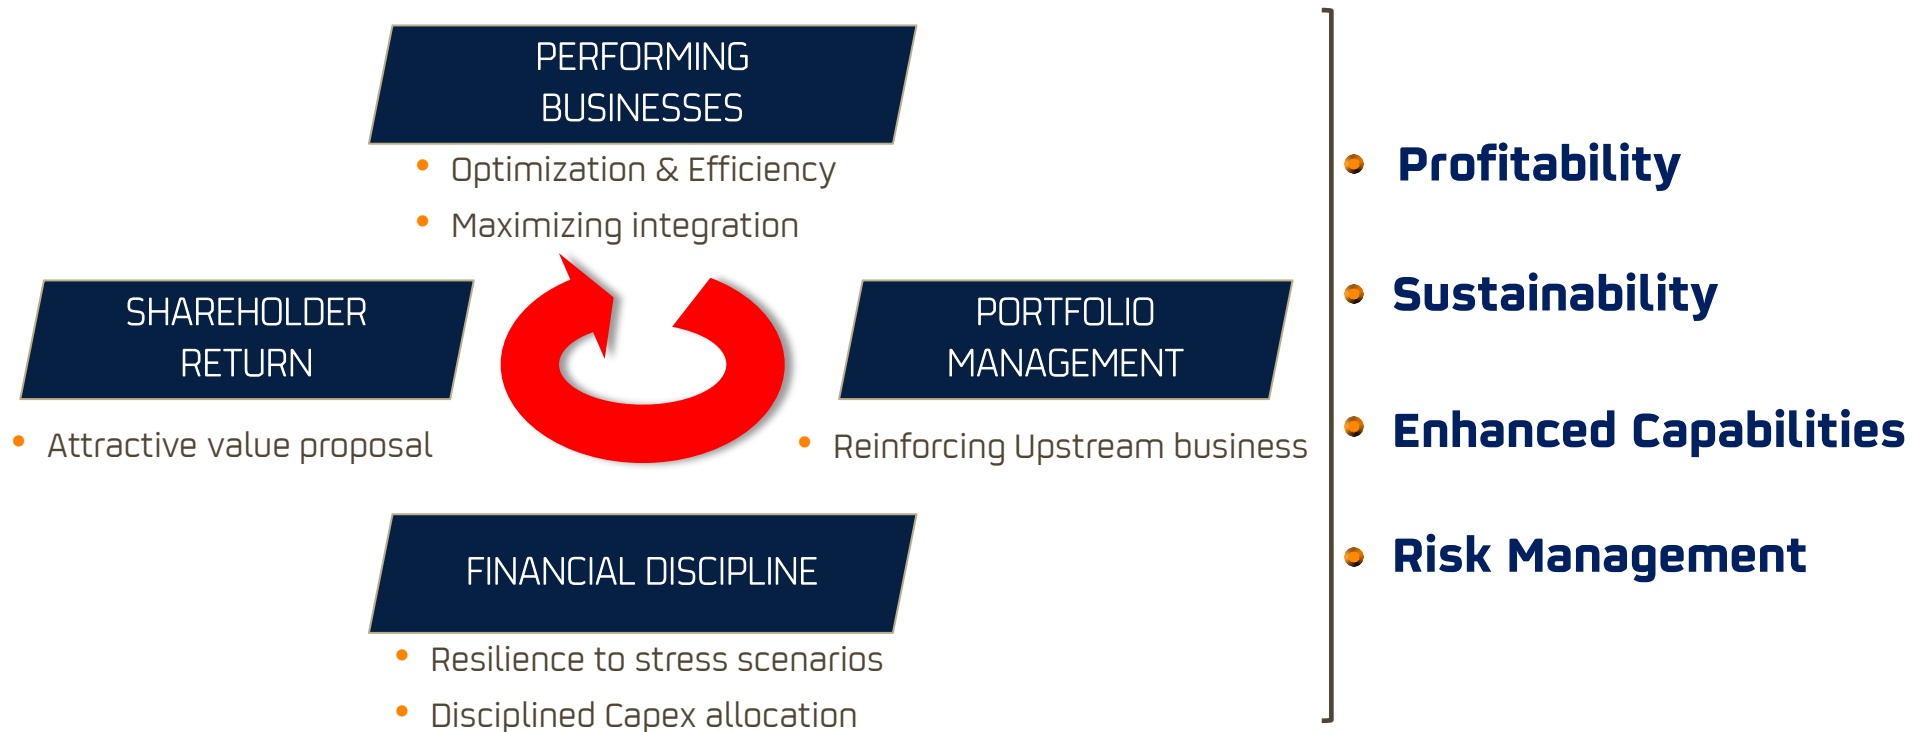 PERFORMING
BUSINESSES
• Optimization & Efficiency
• Maximizing integration
SHAREHOLDER
RETURN
• Attractive value proposal
PORTFOLIO
MANAGEMENT
• Reinforcing Upstream business
FINANCIAL DISCIPLINE
• Resilience to stress scenarios
• Disciplined Capex allocation
• Profitability
• Sustainability
• Enhanced Capabilities
• Risk Management